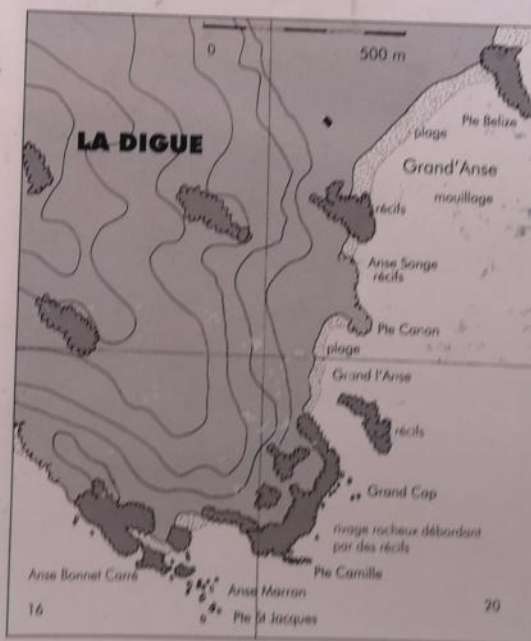 0 500 m
LA DIGUE
Pte Belize
plage
Grand'Anse
mouillage
récifs
Anse Songe
récifs
Pte Canon
plage
Grand l'Anse
récifs
Grand Cap
rivage rocheux débordant
par des récifs
Pte Camille
Anse Bonnet Carré
Anse Marron
Pte St Jacques
16 20